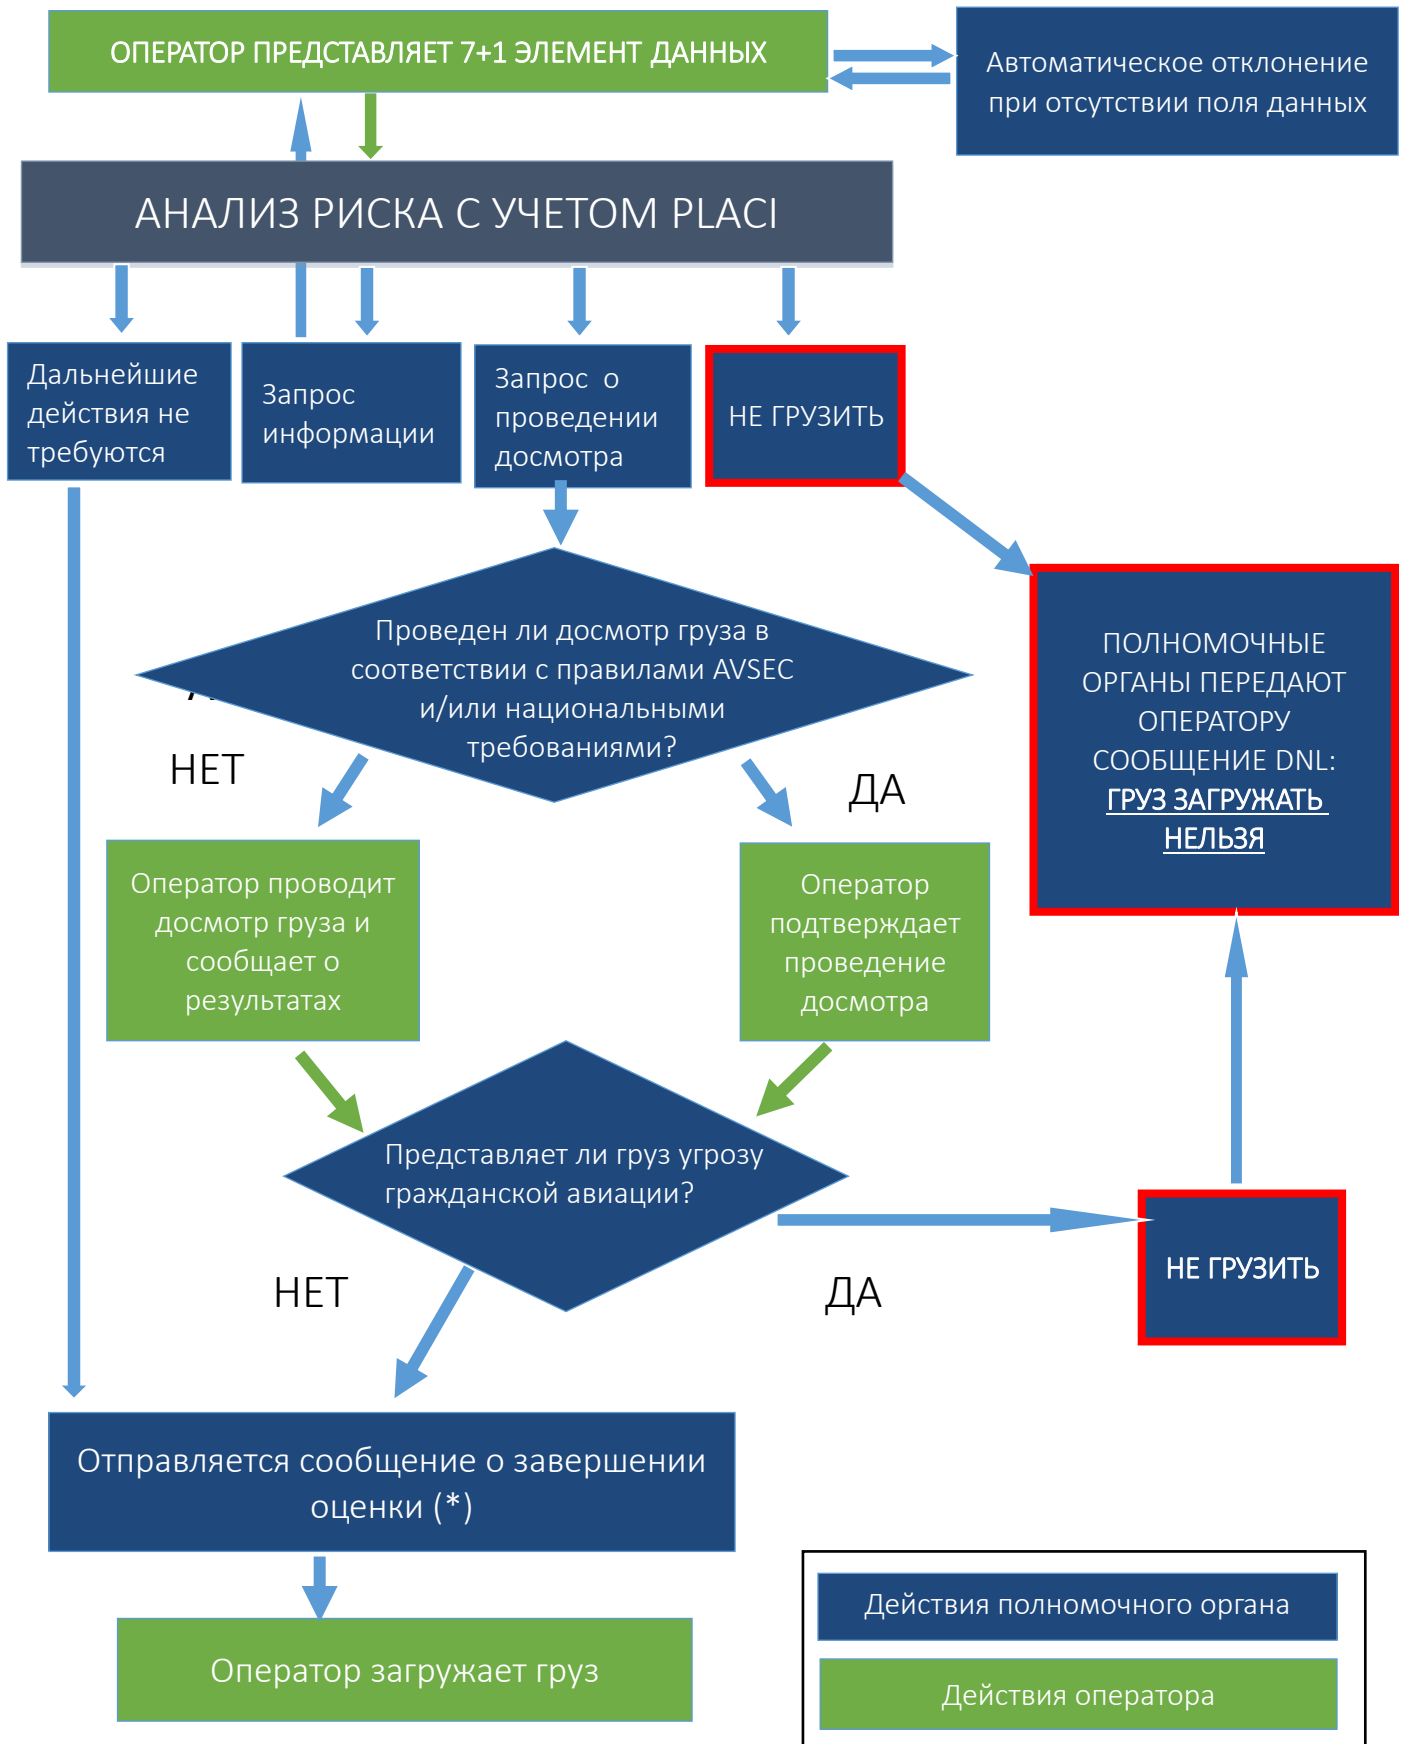 ОПЕРАТОР ПРЕДСТАВЛЯЕТ 7+1 ЭЛЕМЕНТ ДАННЫХ
Автоматическое отклонение
при отсутствии поля данных
АНАЛИЗ РИСКА С УЧЕТОМ PLACI
Дальнейшие
действия не
требуются
Запрос
информации
Запрос о
проведении
досмотра
НЕ ГРУЗИТЬ
Проведен ли досмотр груза в
соответствии с правилами AVSEC
и/или национальными
требованиями?
НЕТ
ДА
ПОЛНОМОЧНЫЕ
ОРГАНЫ ПЕРЕДАЮТ
ОПЕРАТОРУ
СООБЩЕНИЕ DNL:
ГРУЗ ЗАГРУЖАТЬ
НЕЛЬЗЯ
Оператор проводит
досмотр груза и
сообщает о
результатах
Оператор
подтверждает
проведение
досмотра
Представляет ли груз угрозу
гражданской авиации?
НЕТ
ДА
НЕ ГРУЗИТЬ
Отправляется сообщение о завершении
оценки (*)
Оператор загружает груз
Действия полномочного органа
Действия оператора